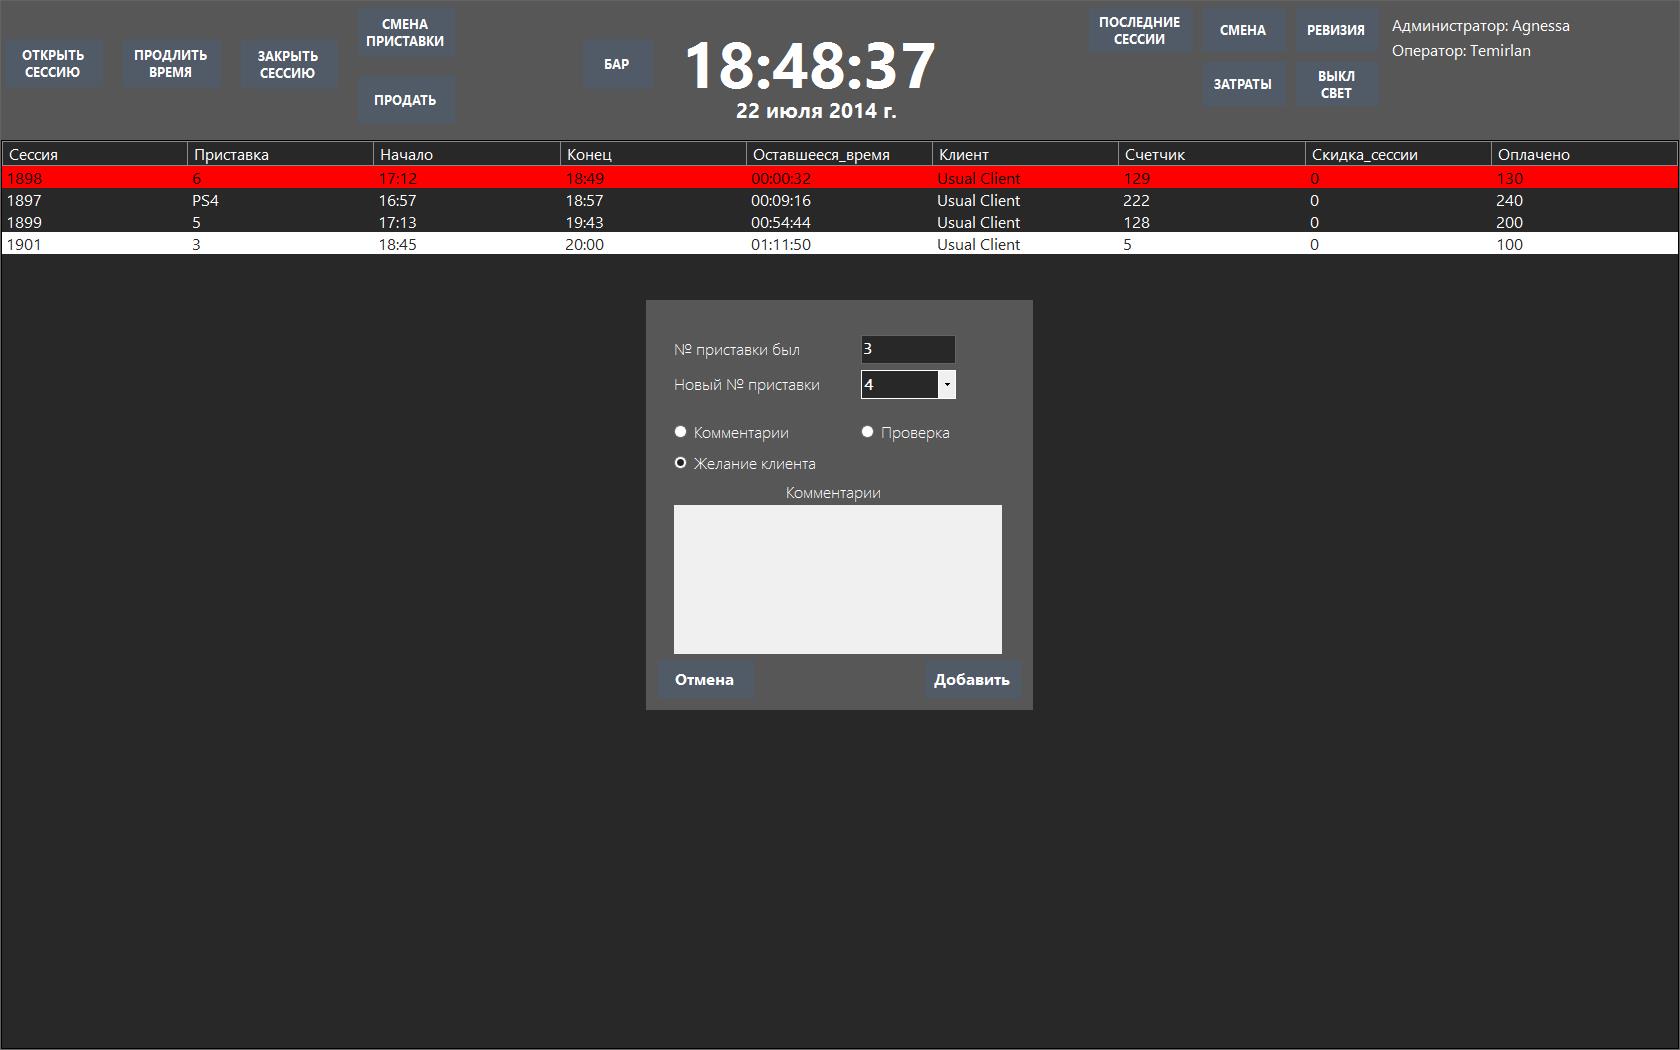 ОТКРЫТЬ
СЕССИЮ
ПРОДЛИТЬ
ВРЕМЯ
ЗАКРЫТЬ
СЕССИЮ
СМЕНА
ПРИСТАВКИ
ПРОДАТЬ
БАР
18:48:37
22 июля 2014 г.
ПОСЛЕДНИЕ
СЕССИИ
СМЕНА
РЕВИЗИЯ
ЗАТРАТЫ
ВЫКЛ
СВЕТ
Администратор: Agnessa
Оператор: Temirlan
Сессия Приставка Начало Конец Оставшееся_время Клиент Счетчик Скидка_сессии Оплачено
1898 6 17:12 18:49 00:00:32 Usual Client 129 0 130
1897 PS4 16:57 18:57 00:09:16 Usual Client 222 0 240
1899 5 17:13 19:43 00:54:44 Usual Client 128 0 200
1901 3 18:45 20:00 01:11:50 Usual Client 5 0 100
№ приставки был 3
Новый № приставки 4
Комментарии Проверка
Желание клиента
Комментарии
Отмена Добавить